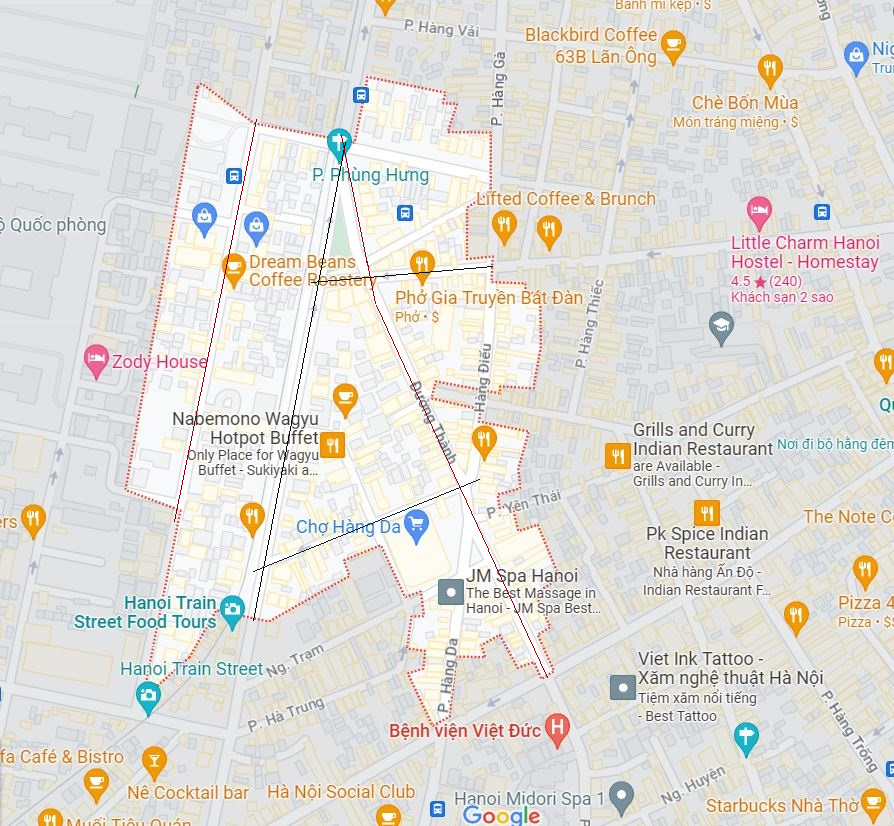 Bánh mì kẹp • $
P. Hàng Vải
Blackbird Coffee
63B Lãn Ông
P. Hàng Gà
Chè Bốn Mùa
Món tráng miệng • $
P. Phùng Hưng
Lifted Coffee & Brunch
Quốc phòng
Little Charm Hanoi
Hostel - Homestay
4.5 ★ (240)
Khách sạn 2 sao
Dream Beans
Coffee Roastery
Phở Gia Truyền Bát Đàn
Phở • $
P. Hàng Thiếc
Zody House
Hàng Điếu
Đường Thành
Nabemono Wagyu
Hotpot Buffet
Only Place for Wagyu
Buffet - Sukiyaki a...
Grills and Curry
Indian Restaurant
are Available -
Grills and Curry In...
Nơi đi bộ hằng đêm
P. Yên Thái
Chợ Hàng Da
Pk Spice Indian
Restaurant
Nhà hàng Ấn Độ -
Indian Restaurant F...
The Note Co
JM Spa Hanoi
The Best Massage in
Hanoi - JM Spa Best...
Pizza 4
Pizza • $$
Hanoi Train
Street Food Tours
Hanoi Train Street
Ng. Trạm
P. Hàng Da
P. Hà Trung
Viet Ink Tattoo -
Xăm nghệ thuật Hà Nội
Tiệm xăm nổi tiếng
- Best Tattoo
P. Hàng Trống
Bệnh viện Việt Đức
Café & Bistro
Nê Cocktail bar
Hà Nội Social Club
Hanoi Midori Spa 1
Ng. Huyện
Starbucks Nhà Thờ
Muối Tiêu Quán
Google